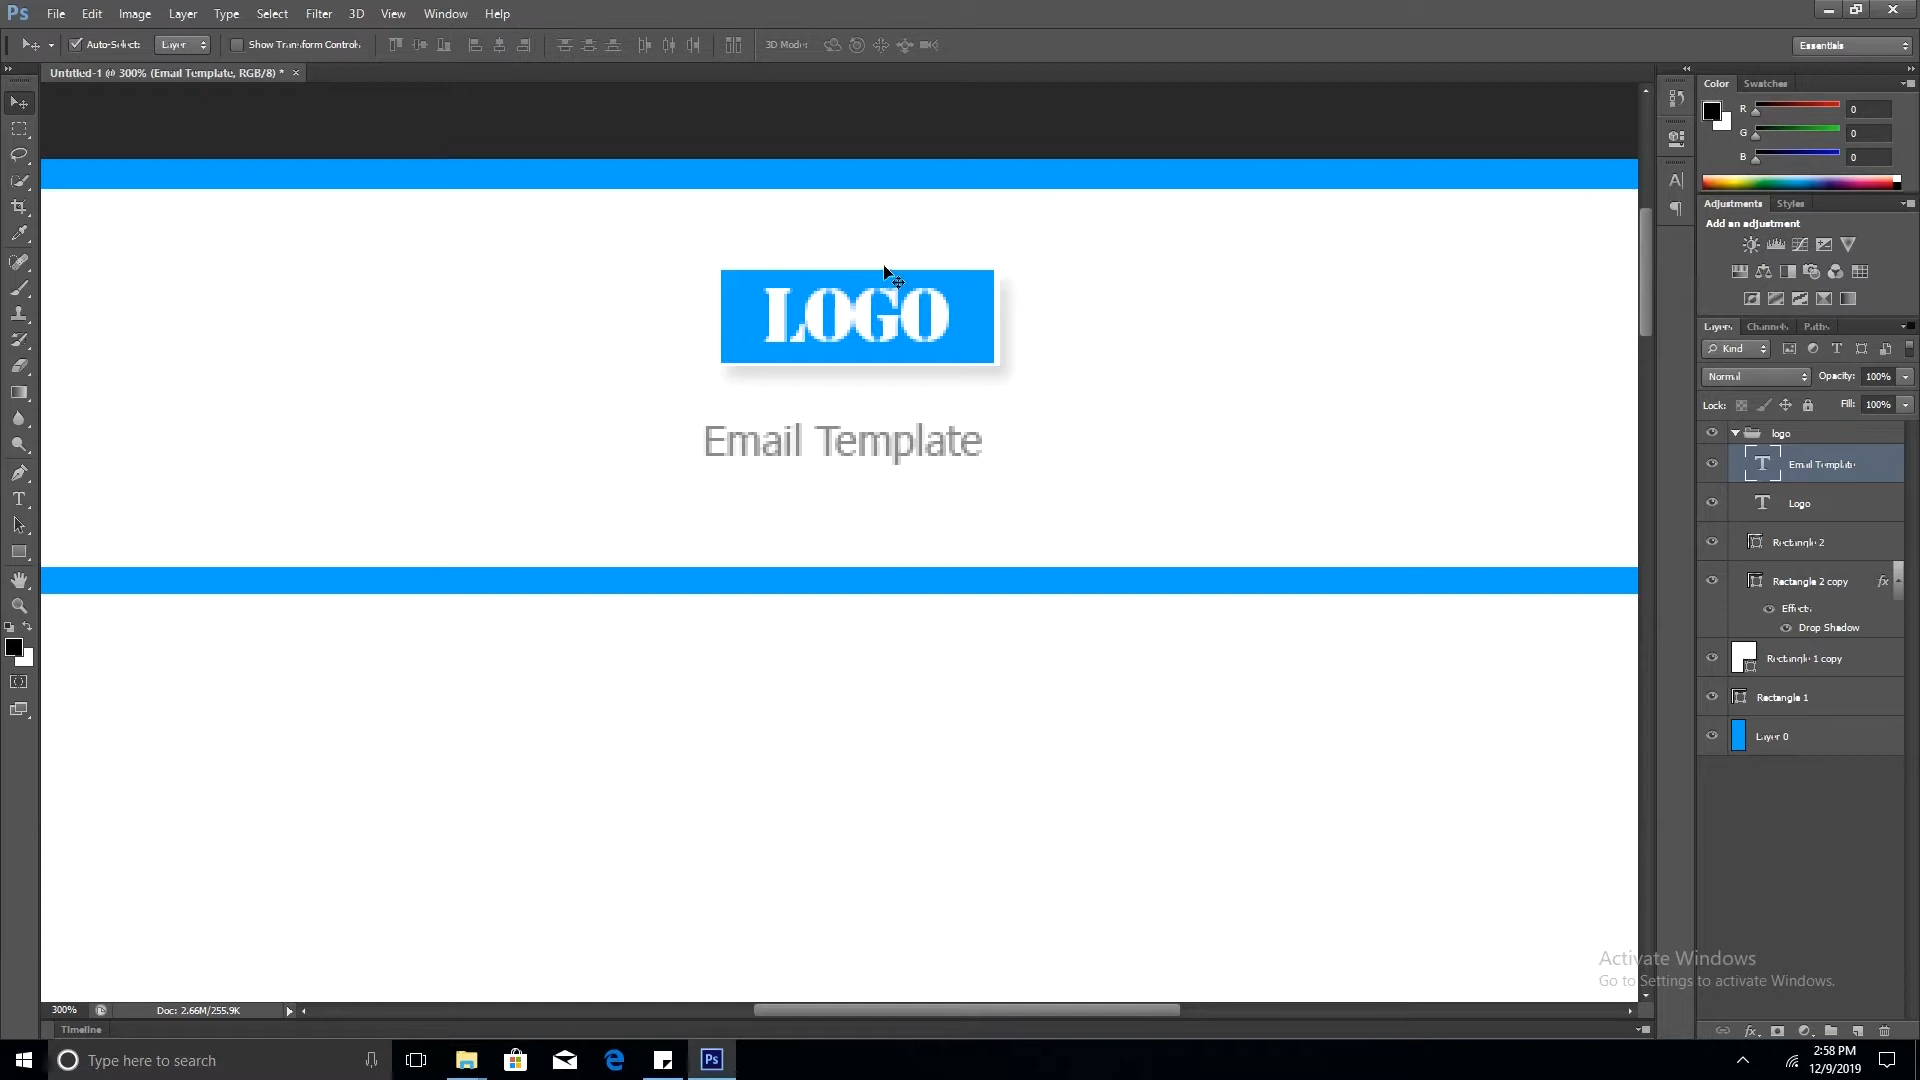 Ps File Edit Image Layer Type Select Filter 3D View Window Help
Auto-Select: Layer Show Transform Controls 3D Mode: Essentials
Untitled-1 @ 300% (Email Template, RGB/8) * ×
Color Swatches
R 0
G 0
B 0
Adjustments Styles
Add an adjustment
LOGO
Email Template
Layers Channels Paths
Kind
Normal Opacity: 100%
Lock: Fill: 100%
logo
Email Template
Logo
Rectangle 2
Rectangle 2 copy fx
Effects
Drop Shadow
Rectangle 1 copy
Rectangle 1
Layer 0
Activate Windows
Go to Settings to activate Windows.
300% Doc: 2.66M/255.9K
Timeline
Type here to search
Ps
2:58 PM
12/9/2019